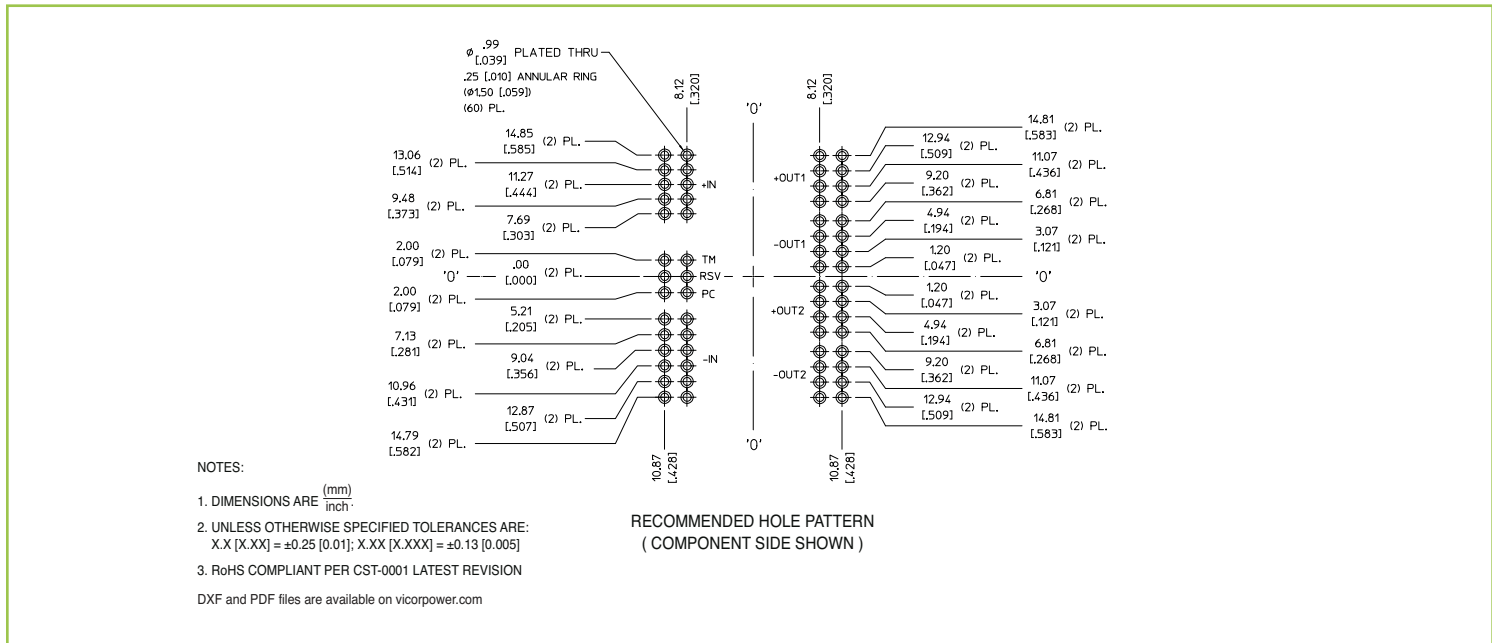 ø .99 [.039] PLATED THRU
.25 [.010] ANNULAR RING
(ø1.50 [.059])
(60) PL.
8.12 [.320]
'0'
8.12 [.320]
14.85 [.585] (2) PL.
13.06 [.514] (2) PL.
11.27 [.444] (2) PL.
9.48 [.373] (2) PL.
7.69 [.303] (2) PL.
2.00 [.079] (2) PL.
'0'
.00 [.000] (2) PL.
2.00 [.079] (2) PL.
5.21 [.205] (2) PL.
7.13 [.281] (2) PL.
9.04 [.356] (2) PL.
10.96 [.431] (2) PL.
12.87 [.507] (2) PL.
14.79 [.582] (2) PL.
+IN
TM
RSV
PC
-IN
10.87 [.428]
'0'
10.87 [.428]
+OUT1
-OUT1
+OUT2
-OUT2
14.81 [.583] (2) PL.
12.94 [.509] (2) PL.
11.07 [.436] (2) PL.
9.20 [.362] (2) PL.
6.81 [.268] (2) PL.
4.94 [.194] (2) PL.
3.07 [.121] (2) PL.
1.20 [.047] (2) PL.
'0'
1.20 [.047] (2) PL.
3.07 [.121] (2) PL.
4.94 [.194] (2) PL.
6.81 [.268] (2) PL.
9.20 [.362] (2) PL.
11.07 [.436] (2) PL.
12.94 [.509] (2) PL.
14.81 [.583] (2) PL.
RECOMMENDED HOLE PATTERN
( COMPONENT SIDE SHOWN )
NOTES:
1. DIMENSIONS ARE (mm) inch.
2. UNLESS OTHERWISE SPECIFIED TOLERANCES ARE:
X.X [X.XX] = ±0.25 [0.01]; X.XX [X.XXX] = ±0.13 [0.005]
3. RoHS COMPLIANT PER CST-0001 LATEST REVISION
DXF and PDF files are available on vicorpower.com